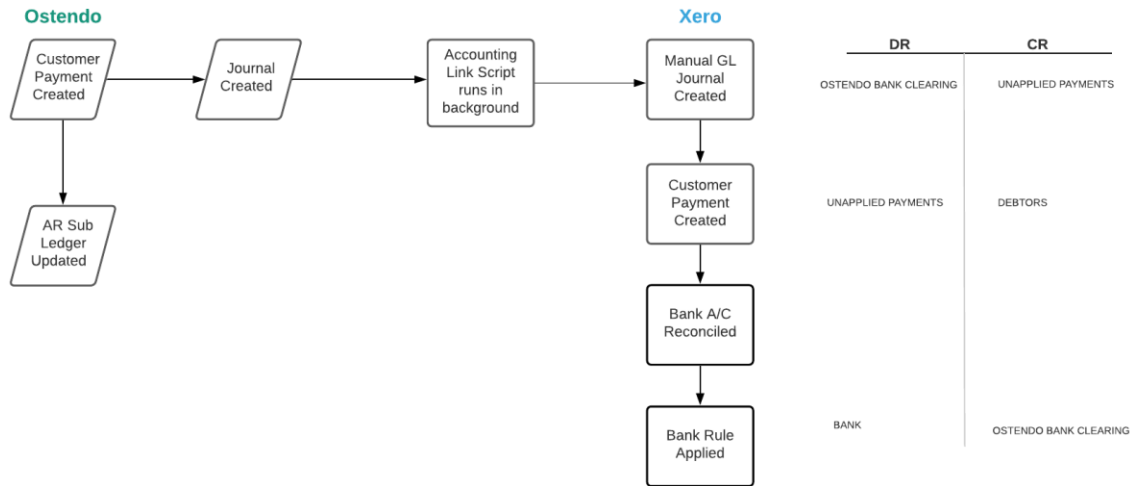 Ostendo
Xero
Customer
Payment
Created
Journal
Created
Accounting
Link Script
runs in
background
Manual GL
Journal
Created
DR
CR
OSTENDO BANK CLEARING
UNAPPLIED PAYMENTS
AR Sub
Ledger
Updated
Customer
Payment
Created
UNAPPLIED PAYMENTS
DEBTORS
Bank A/C
Reconciled
Bank Rule
Applied
BANK
OSTENDO BANK CLEARING